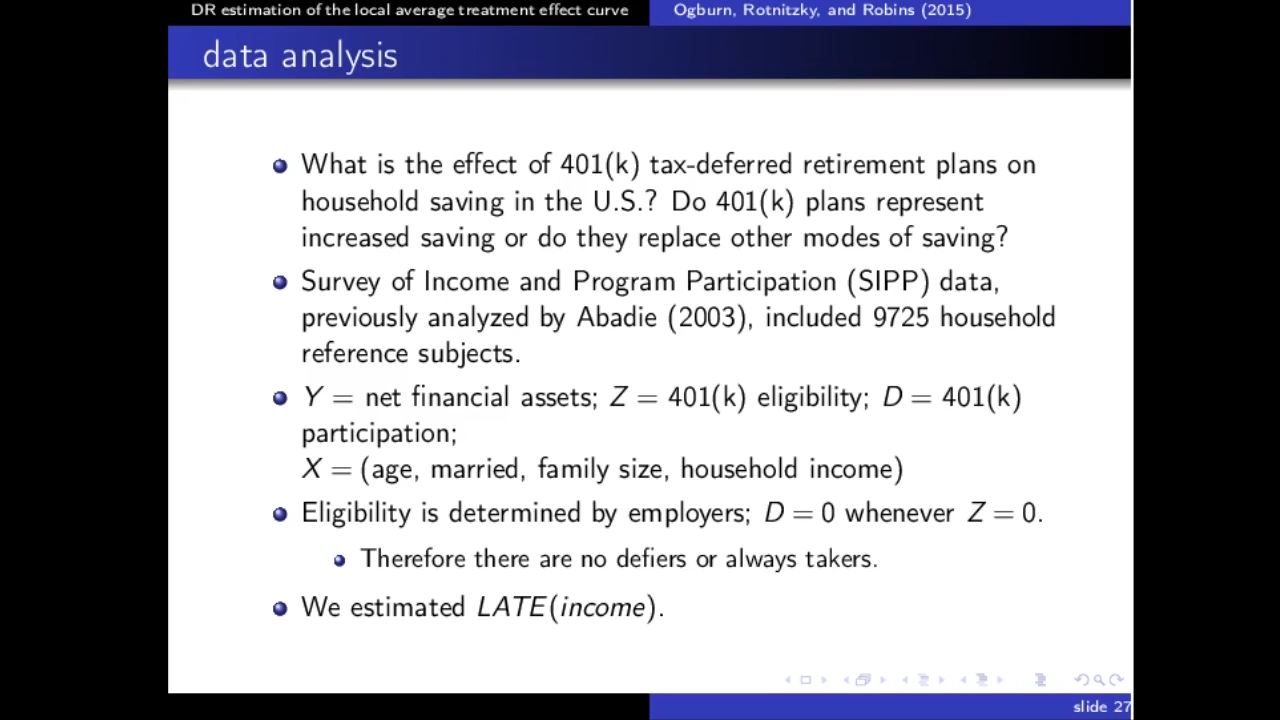 DR estimation of the local average treatment effect curve
Ogburn, Rotnitzky, and Robins (2015)
data analysis
What is the effect of 401(k) tax-deferred retirement plans on
household saving in the U.S.? Do 401(k) plans represent
increased saving or do they replace other modes of saving?
Survey of Income and Program Participation (SIPP) data,
previously analyzed by Abadie (2003), included 9725 household
reference subjects.
Y = net financial assets; Z = 401(k) eligibility; D = 401(k)
participation;
X = (age, married, family size, household income)
Eligibility is determined by employers; D = 0 whenever Z = 0.
Therefore there are no defiers or always takers.
We estimated LATE(income).
slide 27